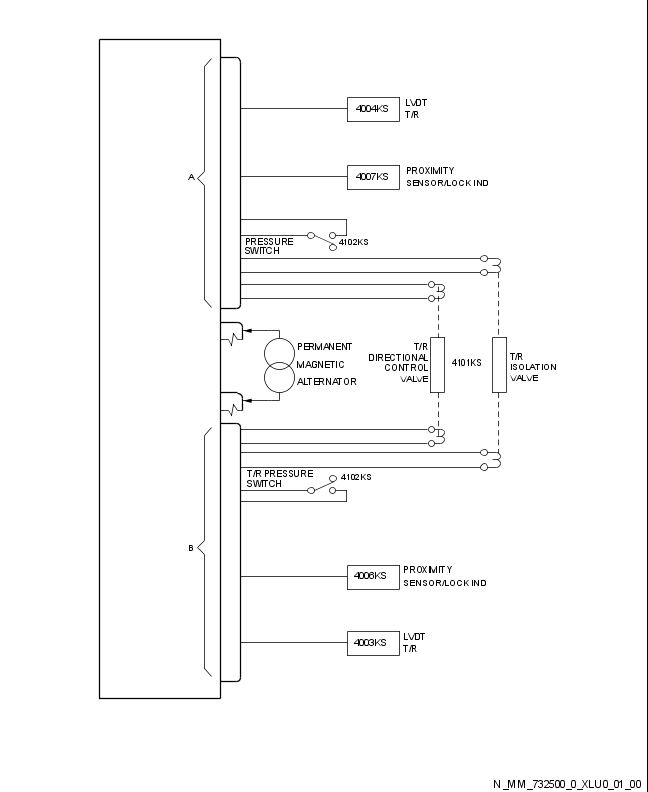 4004KS
LVDT
T/R
A
4007KS
PROXIMITY
SENSOR/LOCK IND
PRESSURE
SWITCH
4102KS
PERMANENT
MAGNETIC
ALTERNATOR
T/R
DIRECTIONAL
CONTROL
VALVE
4101KS
T/R
ISOLATION
VALVE
T/R PRESSURE
SWITCH
4102KS
B
4006KS
PROXIMITY
SENSOR/LOCK IND
4003KS
LVDT
T/R
N_MM_732500_0_XLU0_01_00